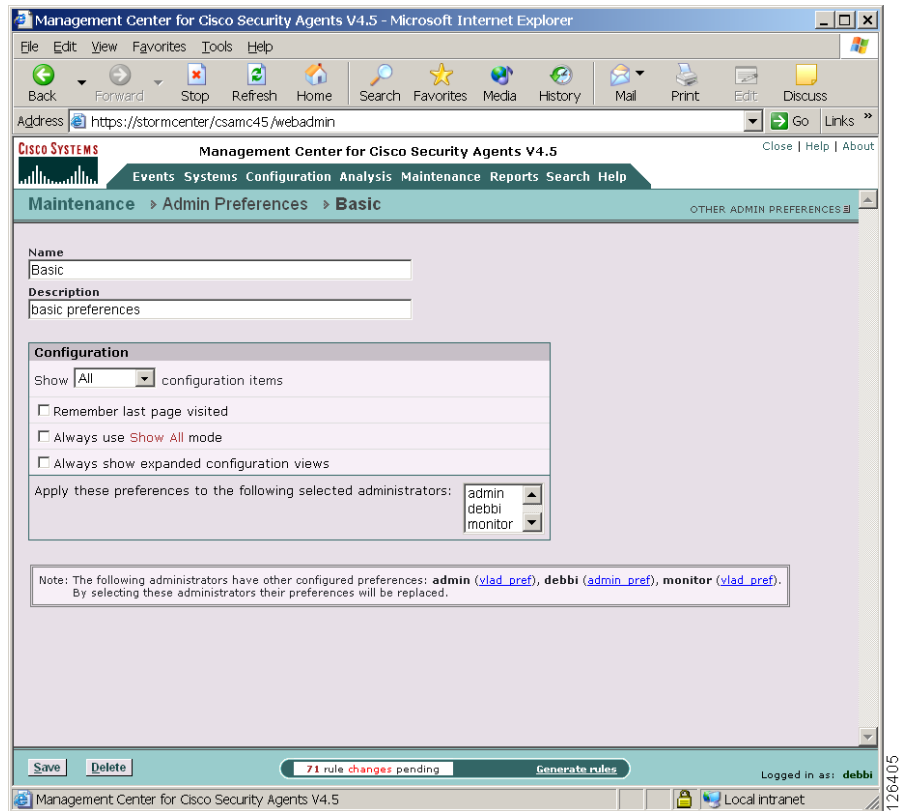 Management Center for Cisco Security Agents V4.5 - Microsoft Internet Explorer
File Edit View Favorites Tools Help
Back Forward Stop Refresh Home Search Favorites Media History Mail Print Edit Discuss
Address https://stormcenter/csamc45/webadmin Go Links »
CISCO SYSTEMS
Management Center for Cisco Security Agents V4.5
Close | Help | About
Events Systems Configuration Analysis Maintenance Reports Search Help
Maintenance > Admin Preferences > Basic
OTHER ADMIN PREFERENCES
Name
Basic
Description
basic preferences
Configuration
Show All configuration items
Remember last page visited
Always use Show All mode
Always show expanded configuration views
Apply these preferences to the following selected administrators:
admin
debbi
monitor
Note: The following administrators have other configured preferences: admin (vlad_pref), debbi (admin_pref), monitor (vlad_pref).
By selecting these administrators their preferences will be replaced.
Save Delete
71 rule changes pending Generate rules
Logged in as: debbi
Management Center for Cisco Security Agents V4.5
Local intranet
126405